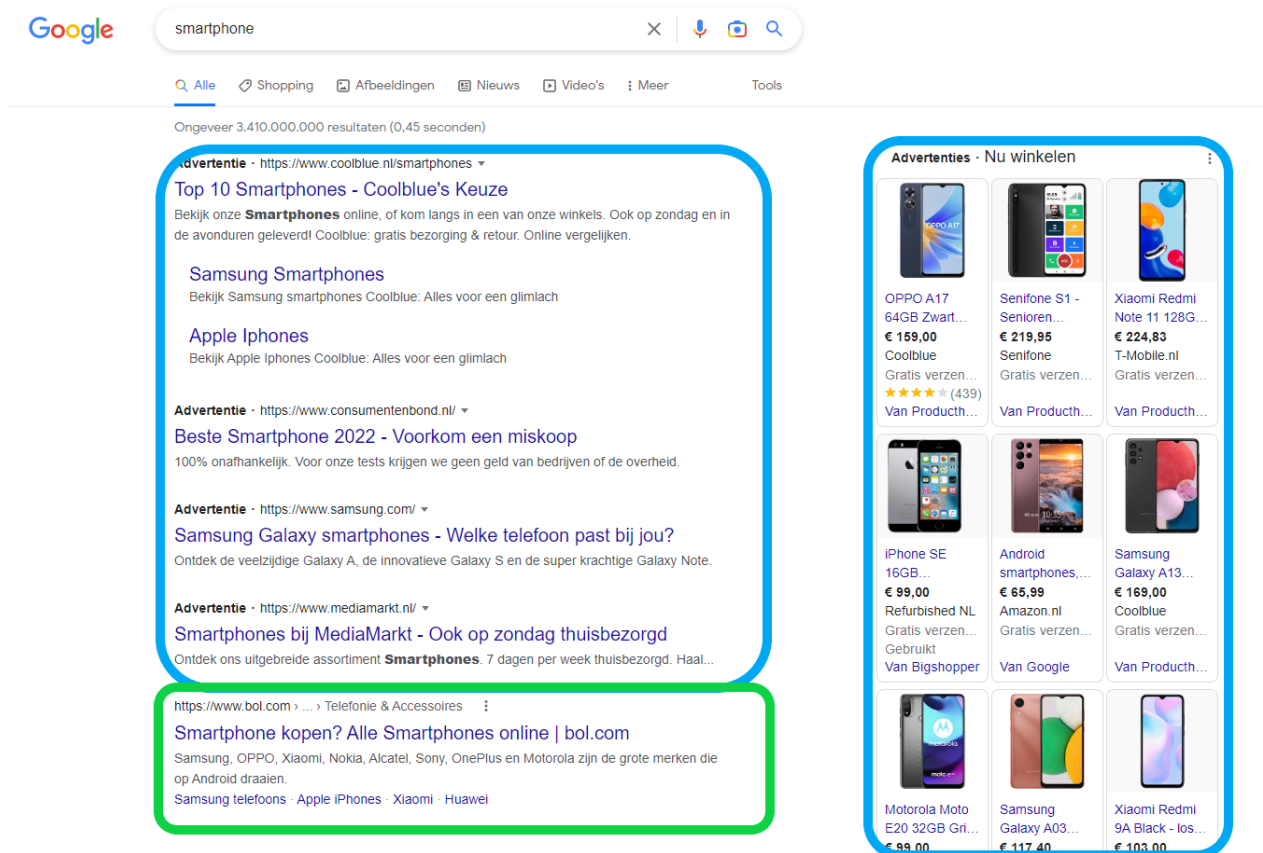 Google
smartphone
Alle
Shopping
Afbeeldingen
Nieuws
Video's
Meer
Tools
Ongeveer 3.410.000.000 resultaten (0,45 seconden)
Advertentie · https://www.coolblue.nl/smartphones
Top 10 Smartphones - Coolblue's Keuze
Bekijk onze Smartphones online, of kom langs in een van onze winkels. Ook op zondag en in
de avonduren geleverd! Coolblue: gratis bezorging & retour. Online vergelijken.
Samsung Smartphones
Bekijk Samsung smartphones Coolblue: Alles voor een glimlach
Apple Iphones
Bekijk Apple Iphones Coolblue: Alles voor een glimlach
Advertentie · https://www.consumentenbond.nl/
Beste Smartphone 2022 - Voorkom een miskoop
100% onafhankelijk. Voor onze tests krijgen we geen geld van bedrijven of de overheid.
Advertentie · https://www.samsung.com/
Samsung Galaxy smartphones - Welke telefoon past bij jou?
Ontdek de veelzijdige Galaxy A, de innovatieve Galaxy S en de super krachtige Galaxy Note.
Advertentie · https://www.mediamarkt.nl/
Smartphones bij MediaMarkt - Ook op zondag thuisbezorgd
Ontdek ons uitgebreide assortiment Smartphones. 7 dagen per week thuisbezorgd. Haal...
https://www.bol.com › ... › Telefonie & Accessoires
Smartphone kopen? Alle Smartphones online | bol.com
Samsung, OPPO, Xiaomi, Nokia, Alcatel, Sony, OnePlus en Motorola zijn de grote merken die
op Android draaien.
Samsung telefoons · Apple iPhones · Xiaomi · Huawei
Advertenties · Nu winkelen
OPPO A17
OPPO A17
64GB Zwart...
€ 159,00
Coolblue
Gratis verzen...
(439)
Van Producth...
Senifone S1 -
Senioren...
€ 219,95
Senifone
Gratis verzen...
Van Producth...
Xiaomi Redmi
Note 11 128G...
€ 224,83
T-Mobile.nl
Gratis verzen...
Van Producth...
iPhone SE
16GB...
€ 99,00
Refurbished NL
Gratis verzen...
Gebruikt
Van Bigshopper
10:35
Android
smartphones,...
€ 65,99
Amazon.nl
Gratis verzen...
Van Google
Samsung
Galaxy A13...
€ 169,00
Coolblue
Gratis verzen...
Van Producth...
motorola
Motorola Moto
E20 32GB Gri...
€ 99,00
Samsung
Galaxy A03...
€ 117,40
Xiaomi Redmi
9A Black - los...
€ 103,00